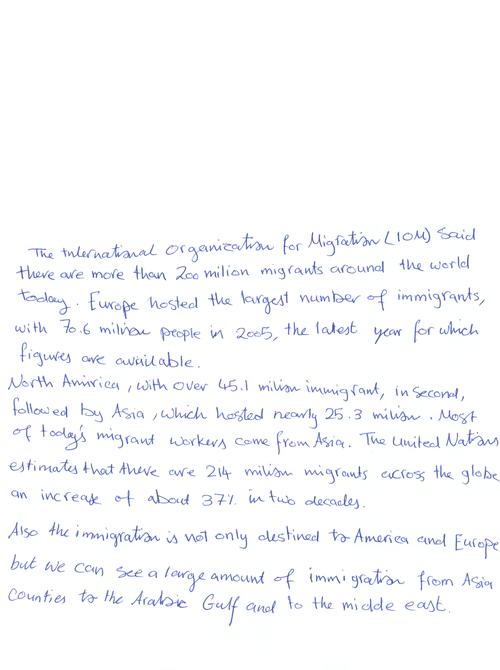 The International Organization for Migration (IOM) Said
there are more than 200 milion migrants around the world
today. Europe hosted the largest number of immigrants,
with 70.6 milion people in 2005, the latest year for which
figures are available.
North Amirica, with over 45.1 milion immigrant, in second,
followed by Asia, which hosted nearly 25.3 milion. Most
of today's migrant workers come from Asia. The United Nations
estimates that there are 214 milion migrants across the globe
an increase of about 37% in two decades.
Also the immigration is not only destined to America and Europe
but we can see a large amount of immigration from Asia
Counties to the Arabic Gulf and to the middle east.